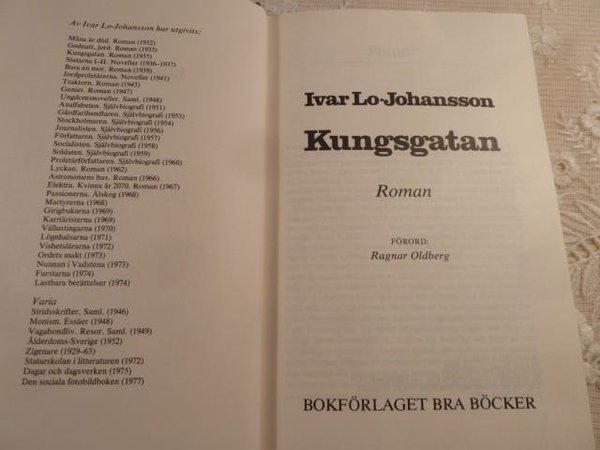 Av Ivar Lo-Johansson har utgivits:
Måna är död. Roman (1932)
Godnatt, jord. Roman (1933)
Kungsgatan. Roman (1935)
Statarna I–II. Noveller (1936–1937)
Bara en mor. Roman (1939)
Jordproletärerna. Noveller (1941)
Traktorn. Roman (1943)
Geniet. Roman (1947)
Ungdomsnoveller. Saml. (1948)
Analfabeten. Självbiografi (1951)
Gårdfarihandlaren. Självbiografi (1953)
Stockholmaren. Självbiografi (1954)
Journalisten. Självbiografi (1956)
Författaren. Självbiografi (1957)
Socialisten. Självbiografi (1958)
Soldaten. Självbiografi (1959)
Proletärförfattaren. Självbiografi (1960)
Lyckan. Roman (1962)
Astronomens hus. Roman (1966)
Elektra. Kvinna år 2070. Roman (1967)
Passionerna. Älskog (1968)
Martyrerna (1968)
Girigbukarna (1969)
Karriäristerna (1969)
Vällustingarna (1970)
Lögnhalsarna (1971)
Vishetslärarna (1972)
Ordets makt (1973)
Nunnan i Vadstena (1973)
Furstarna (1974)
Lastbara berättelser (1974)
Varia
Stridsskrifter. Saml. (1946)
Monism. Essäer (1948)
Vagabondliv. Resor. Saml. (1949)
Ålderdoms-Sverige (1952)
Zigenare (1929–63)
Statarskolan i litteraturen (1972)
Dagar och dagsverken (1975)
Den sociala fotobildboken (1977)
Ivar Lo-Johansson
Kungsgatan
Roman
FÖRORD:
Ragnar Oldberg
BOKFÖRLAGET BRA BÖCKER